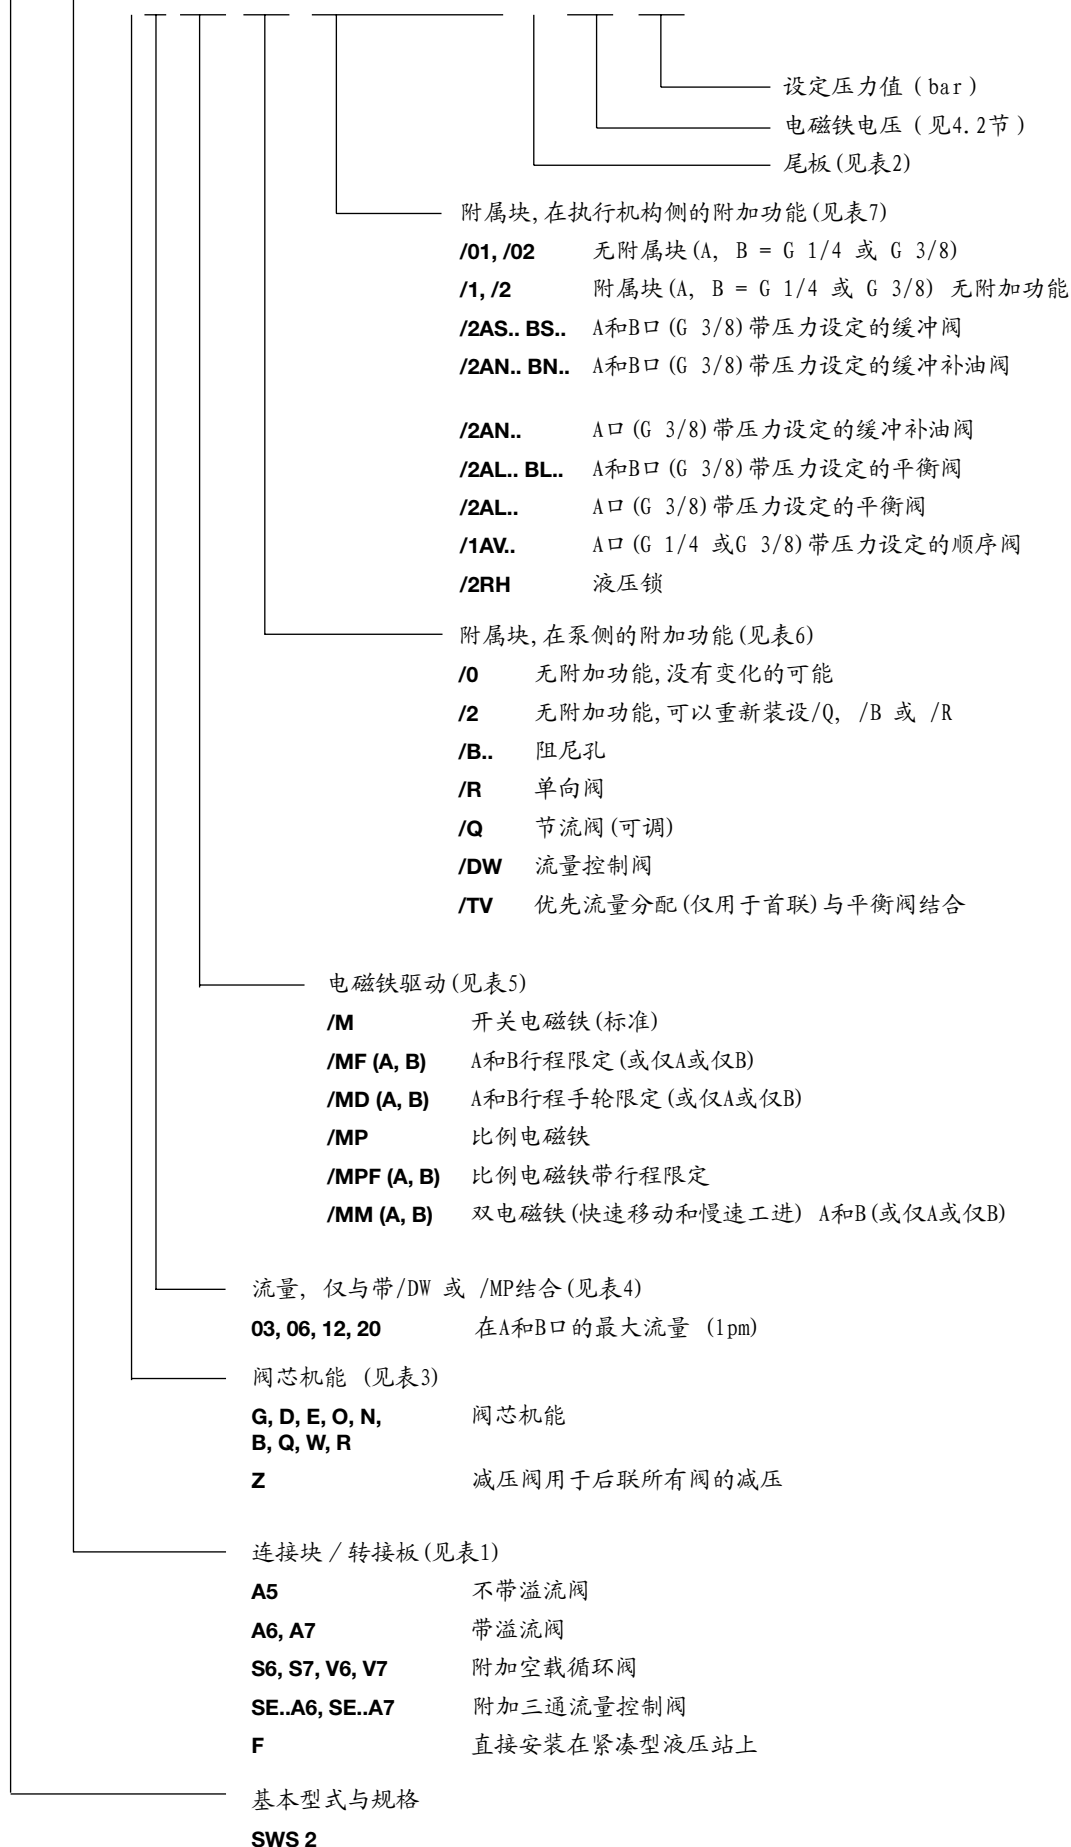 设定压力值 ( bar )
电磁铁电压 ( 见4.2节 )
尾板(见表2)
附属块,在执行机构侧的附加功能(见表7)
/01, /02 无附属块(A, B = G 1/4 或 G 3/8)
/1, /2 附属块(A, B = G 1/4 或 G 3/8) 无附加功能
/2AS.. BS.. A和B口(G 3/8)带压力设定的缓冲阀
/2AN.. BN.. A和B口(G 3/8)带压力设定的缓冲补油阀
/2AN.. A口(G 3/8)带压力设定的缓冲补油阀
/2AL.. BL.. A和B口(G 3/8)带压力设定的平衡阀
/2AL.. A口(G 3/8)带压力设定的平衡阀
/1AV.. A口(G 1/4 或G 3/8)带压力设定的顺序阀
/2RH 液压锁
附属块,在泵侧的附加功能(见表6)
/0 无附加功能,没有变化的可能
/2 无附加功能,可以重新装设/Q, /B 或 /R
/B.. 阻尼孔
/R 单向阀
/Q 节流阀(可调)
/DW 流量控制阀
/TV 优先流量分配(仅用于首联)与平衡阀结合
电磁铁驱动(见表5)
/M 开关电磁铁(标准)
/MF (A, B) A和B行程限定(或仅A或仅B)
/MD (A, B) A和B行程手轮限定(或仅A或仅B)
/MP 比例电磁铁
/MPF (A, B) 比例电磁铁带行程限定
/MM (A, B) 双电磁铁(快速移动和慢速工进) A和B(或仅A或仅B)
流量, 仅与带/DW 或 /MP结合(见表4)
03, 06, 12, 20 在A和B口的最大流量 (lpm)
阀芯机能 (见表3)
G, D, E, O, N, 阀芯机能
B, Q, W, R
Z 减压阀用于后联所有阀的减压
连接块 / 转接板(见表1)
A5 不带溢流阀
A6, A7 带溢流阀
S6, S7, V6, V7 附加空载循环阀
SE..A6, SE..A7 附加三通流量控制阀
F 直接安装在紧凑型液压站上
基本型式与规格
SWS 2